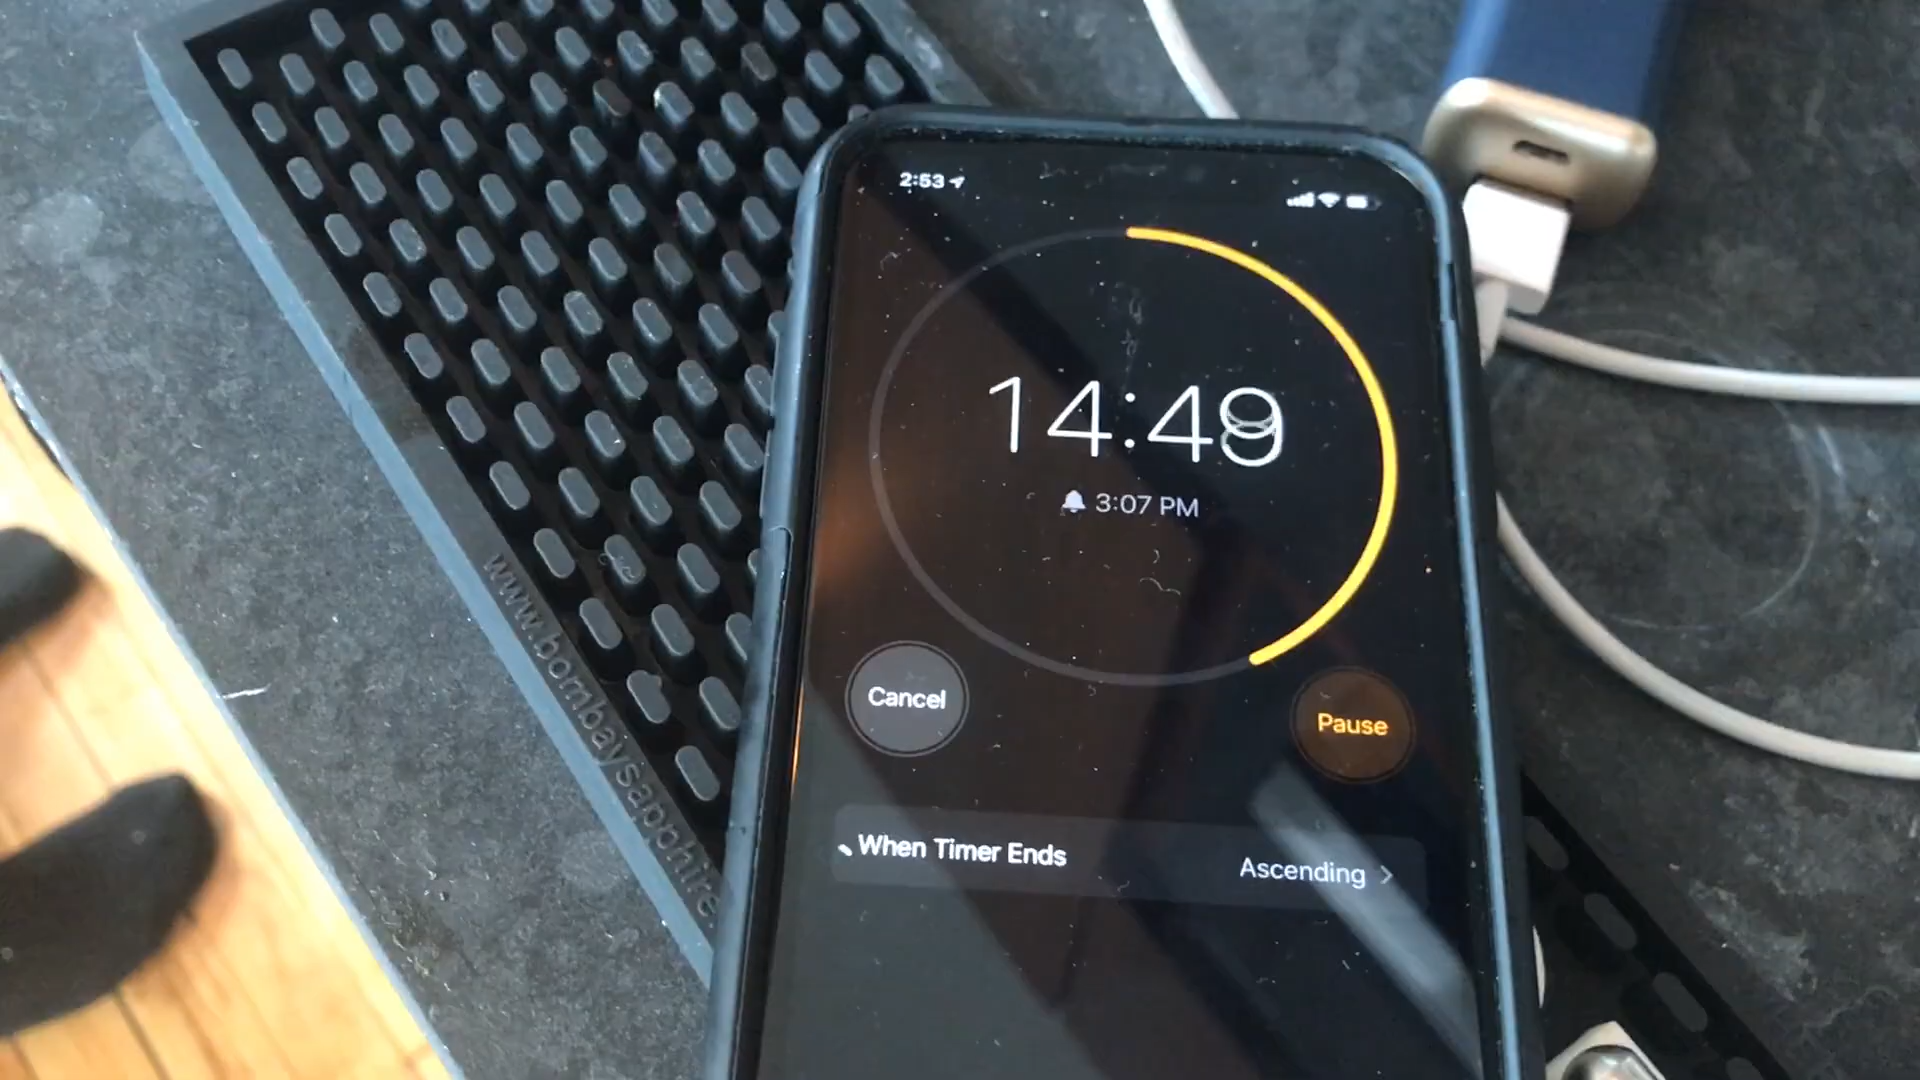 2:53
14:49
3:07 PM
Cancel
Pause
When Timer Ends
Ascending
www.bombaysapphire